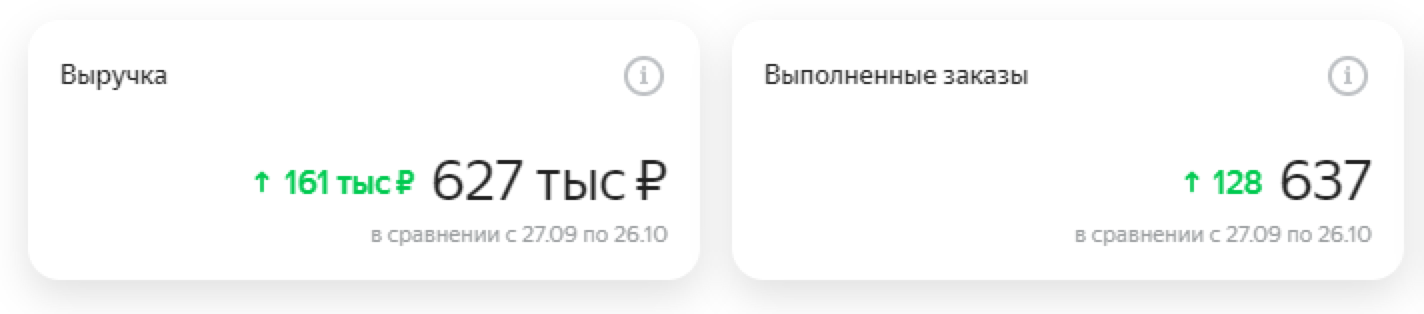 Выручка
↑ 161 тыс ₽ 627 тыс ₽
в сравнении с 27.09 по 26.10
Выполненные заказы
↑ 128 637
в сравнении с 27.09 по 26.10